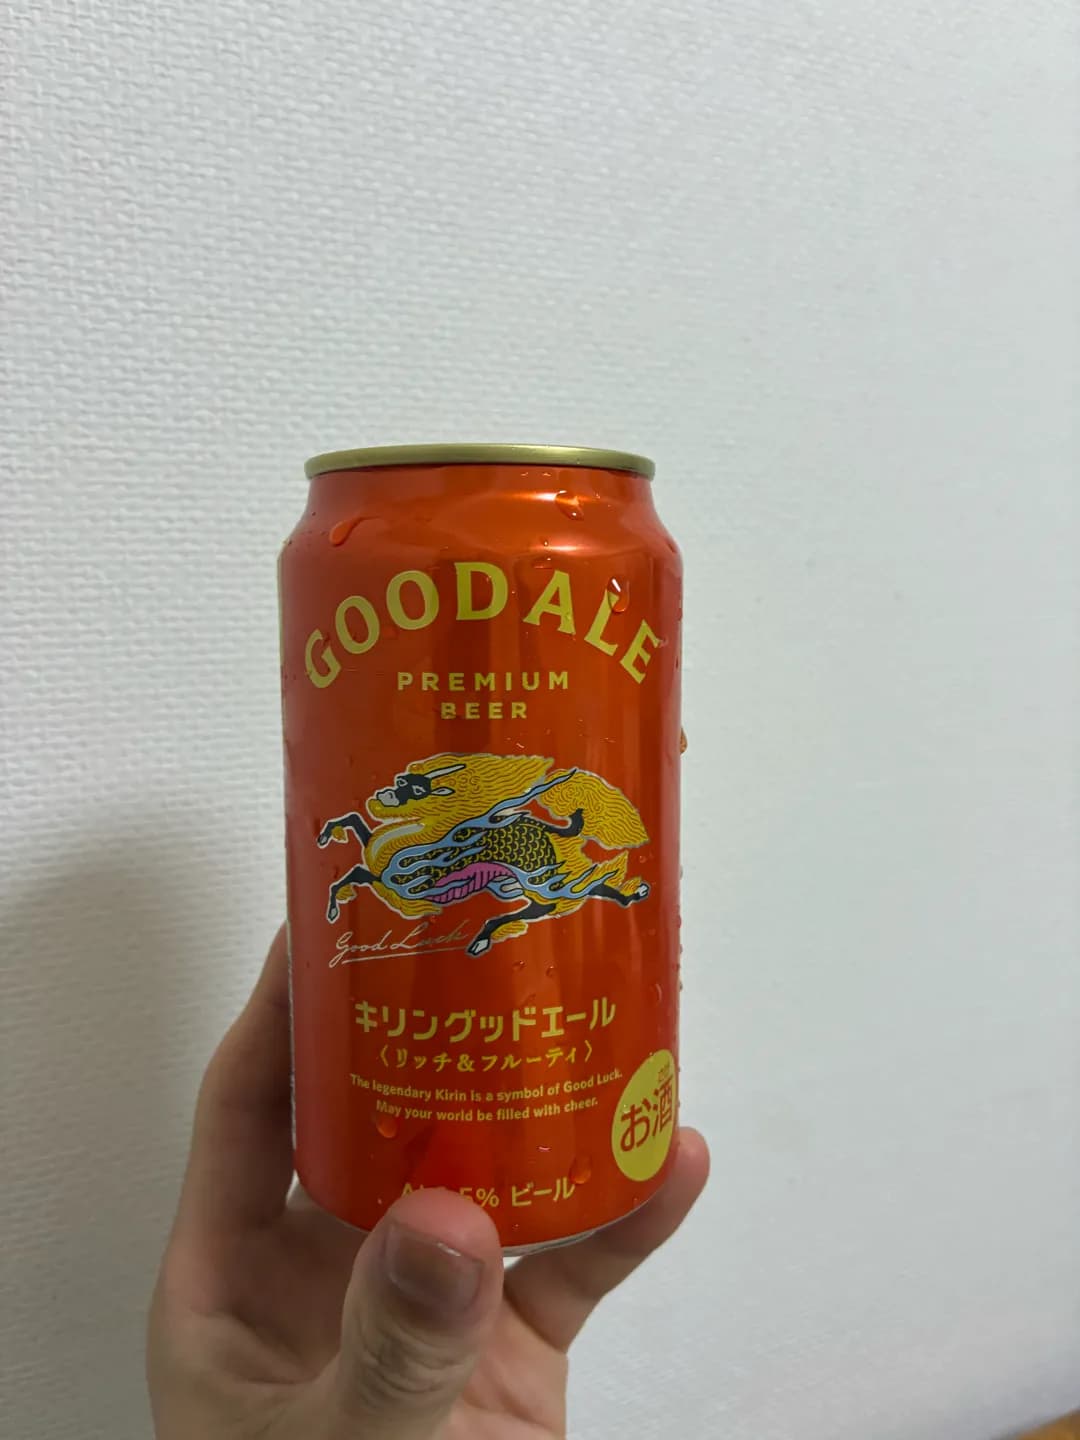 GOOD ALE
PREMIUM
BEER
Good Luck
キリングッドエール
〈リッチ&フルーティ〉
The legendary Kirin is a symbol of Good Luck.
May your world be filled with cheer.
お酒
5% ビール